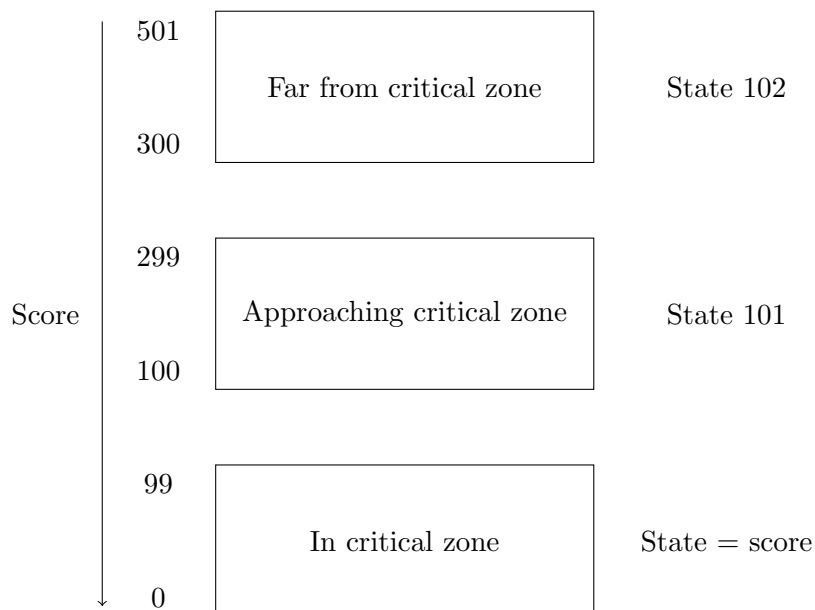 501
Far from critical zone
State 102
300
299
Score
Approaching critical zone
State 101
100
99
In critical zone
State = score
0